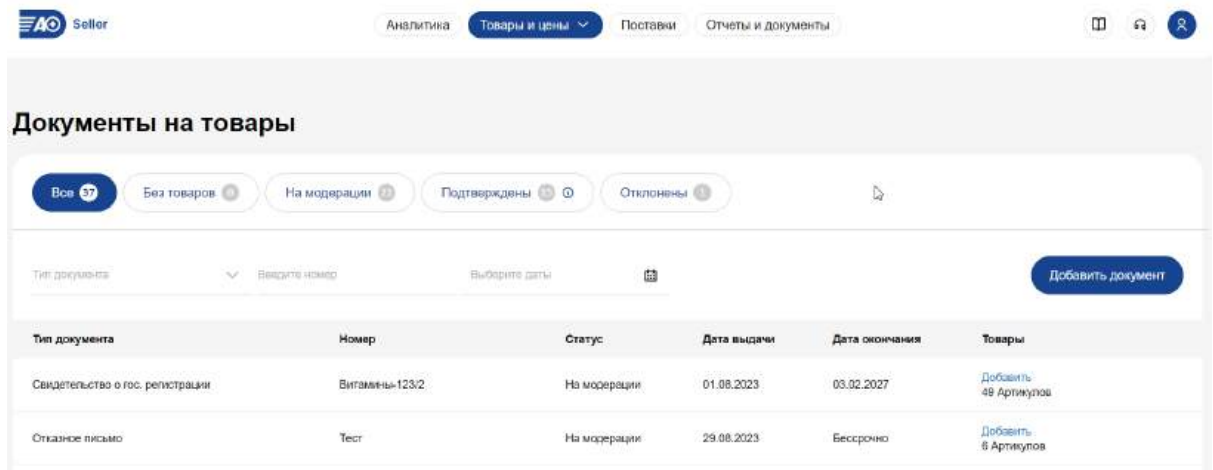 АО Seller
Аналитика Товары и цены Поставки Отчеты и документы
Документы на товары
Все 37 Без товаров На модерации Подтверждены Отклонены
Тип документа Введите номер Выберите даты Добавить документ
Тип документа Номер Статус Дата выдачи Дата окончания Товары
Свидетельство о гос. регистрации Витамины-123/2 На модерации 01.08.2023 03.02.2027 Добавить
49 Артикулов
Отказное письмо Тест На модерации 29.08.2023 Бессрочно Добавить
6 Артикулов